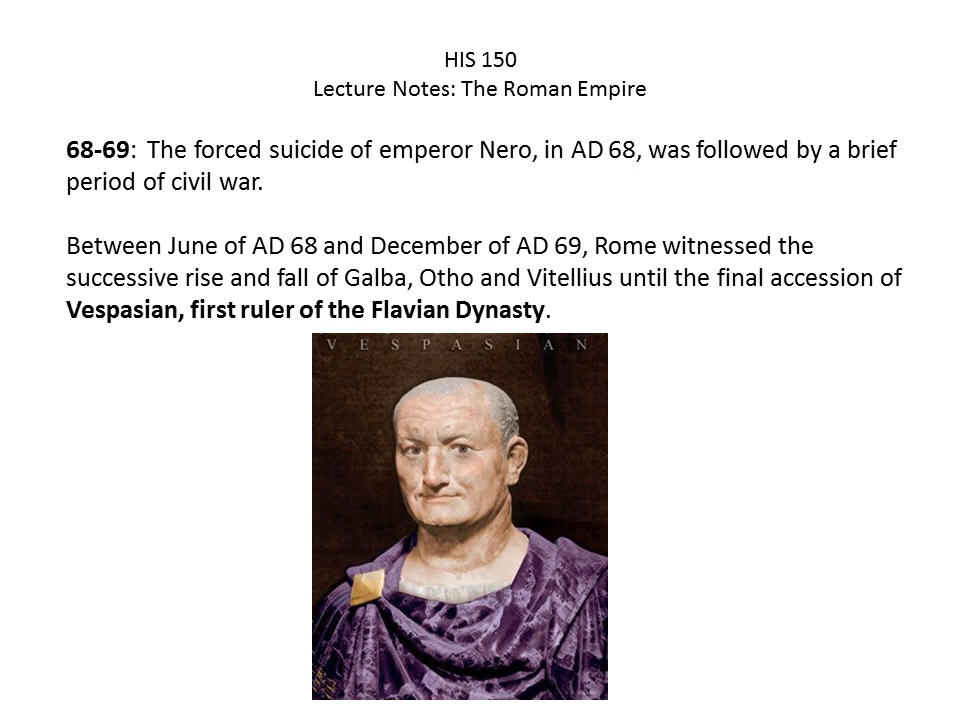 HIS 150
Lecture Notes: The Roman Empire
68-69: The forced suicide of emperor Nero, in AD 68, was followed by a brief
period of civil war.
Between June of AD 68 and December of AD 69, Rome witnessed the
successive rise and fall of Galba, Otho and Vitellius until the final accession of
Vespasian, first ruler of the Flavian Dynasty.
VESPASIAN